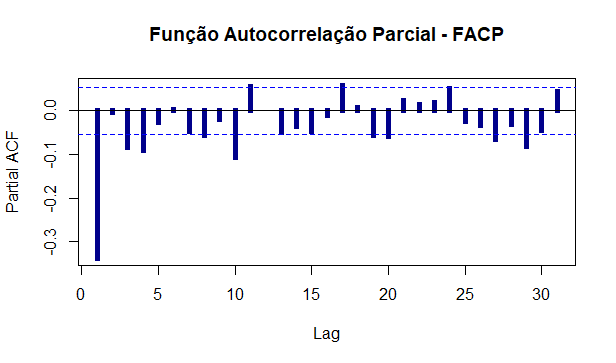 Função Autocorrelação Parcial - FACP
Partial ACF
0.0
-0.1
-0.2
-0.3
0 5 10 15 20 25 30
Lag